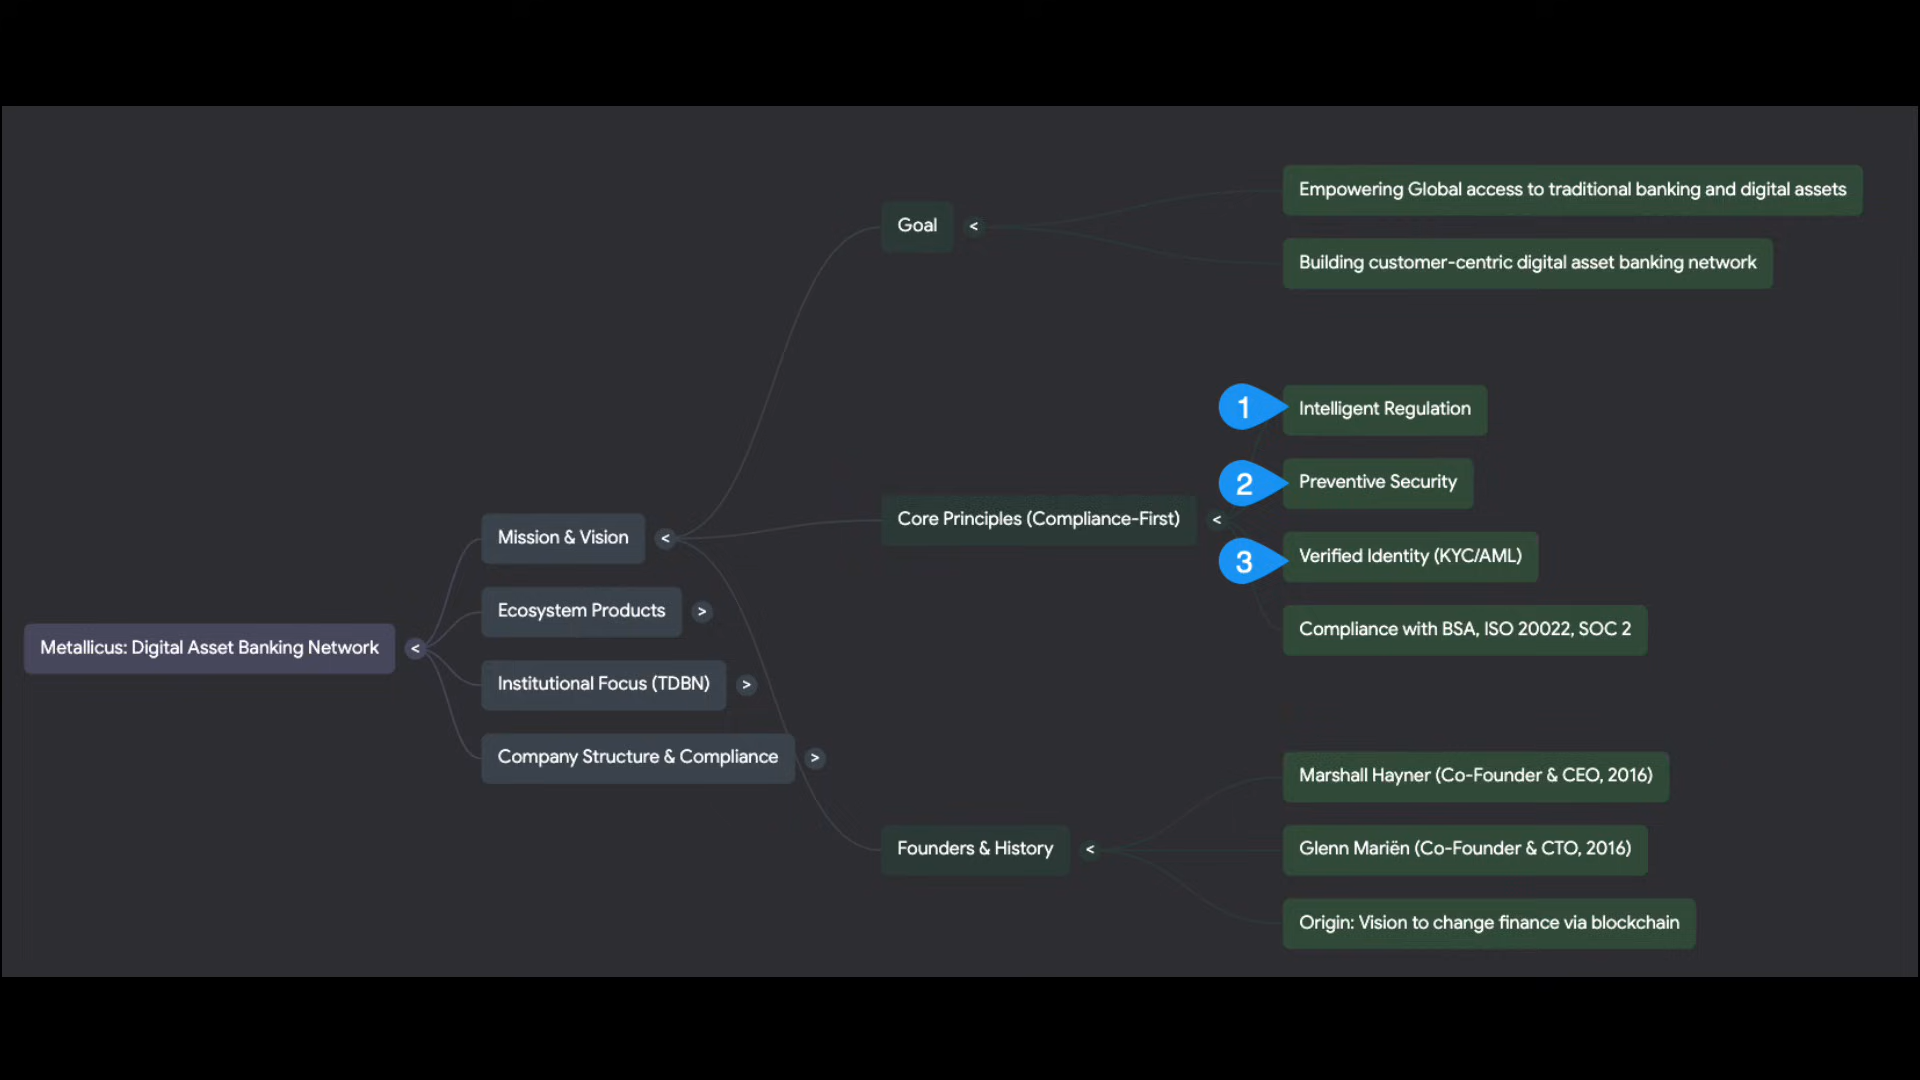 Metallicus: Digital Asset Banking Network
<
Mission & Vision
<
Ecosystem Products
>
Institutional Focus (TDBN)
>
Company Structure & Compliance
>
Goal
<
Empowering Global access to traditional banking and digital assets
Building customer-centric digital asset banking network
Core Principles (Compliance-First)
<
1
Intelligent Regulation
2
Preventive Security
3
Verified Identity (KYC/AML)
Compliance with BSA, ISO 20022, SOC 2
Founders & History
<
Marshall Hayner (Co-Founder & CEO, 2016)
Glenn Mariën (Co-Founder & CTO, 2016)
Origin: Vision to change finance via blockchain